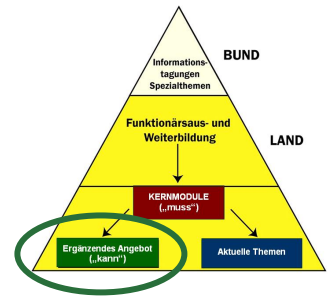 BUND
Informations-
tagungen
Spezialthemen
Funktionärsaus- und
Weiterbildung
LAND
KERNMODULE
(„muss“)
Ergänzendes Angebot
(„kann“)
Aktuelle Themen